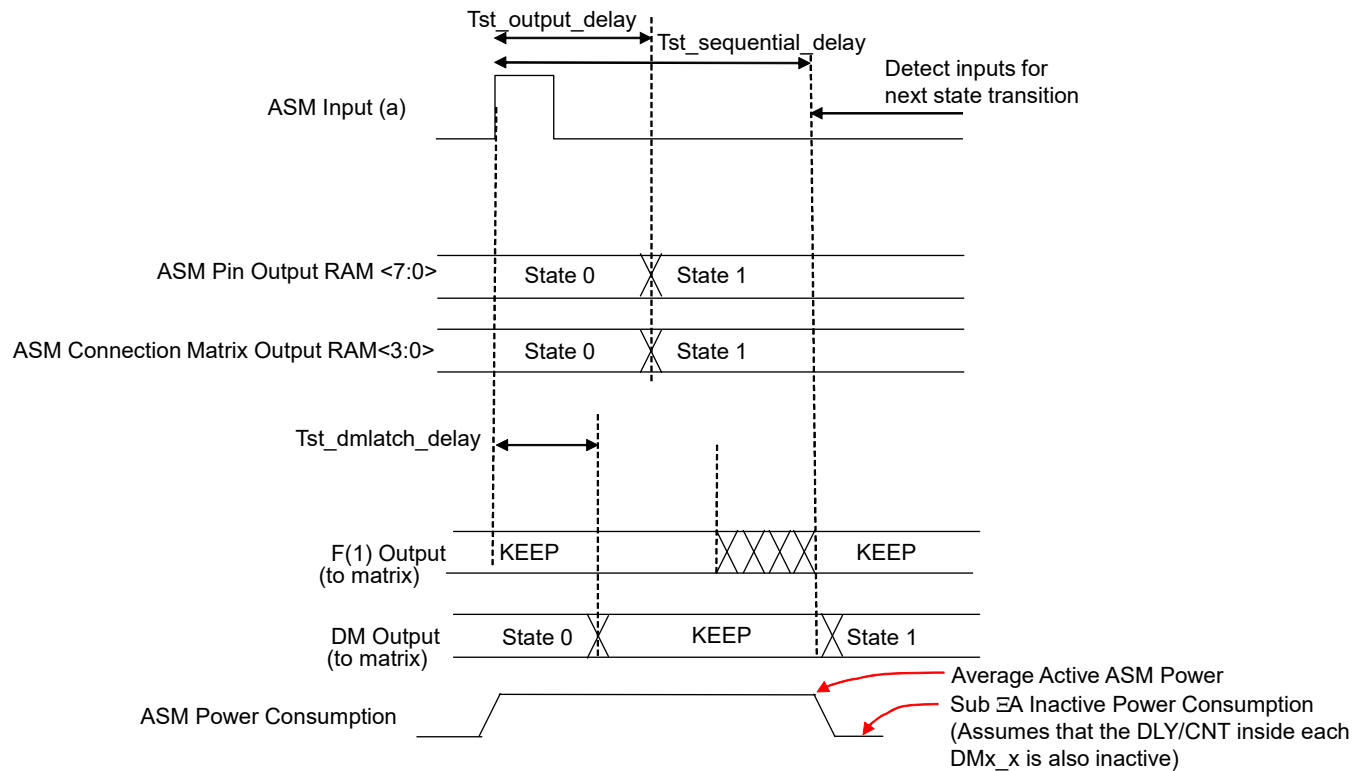 Tst_output_delay
Tst_sequential_delay
Detect inputs for
next state transition
ASM Input (a)
ASM Pin Output RAM <7:0>
State 0
State 1
ASM Connection Matrix Output RAM<3:0>
State 0
State 1
Tst_dmlatch_delay
F(1) Output
(to matrix)
KEEP
KEEP
DM Output
(to matrix)
State 0
KEEP
State 1
ASM Power Consumption
Average Active ASM Power
Sub ΞA Inactive Power Consumption
(Assumes that the DLY/CNT inside each
DMx_x is also inactive)